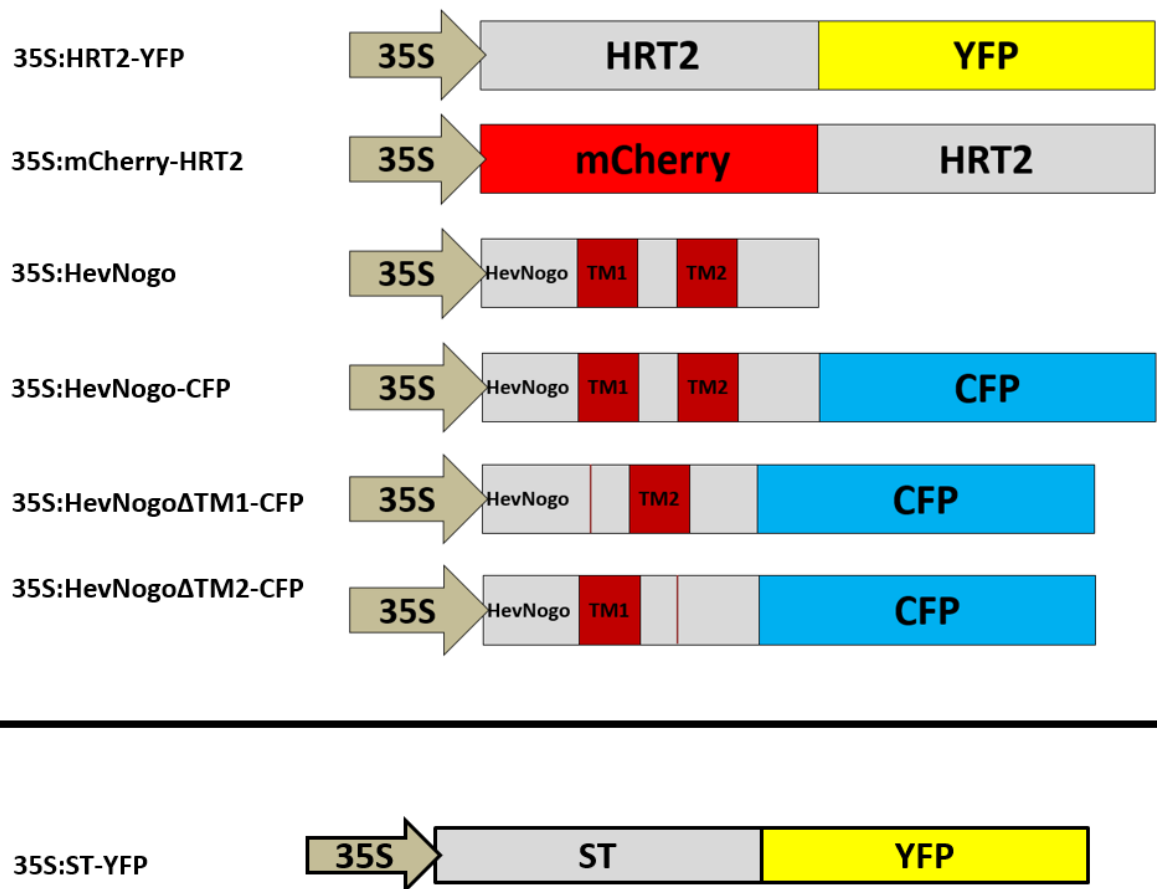 35S:HRT2-YFP 35S HRT2 YFP
35S:mCherry-HRT2 35S mCherry HRT2
35S:HevNogo 35S HevNogo TM1 TM2
35S:HevNogo-CFP 35S HevNogo TM1 TM2 CFP
35S:HevNogoΔTM1-CFP 35S HevNogo TM2 CFP
35S:HevNogoΔTM2-CFP 35S HevNogo TM1 CFP
35S:ST-YFP 35S ST YFP